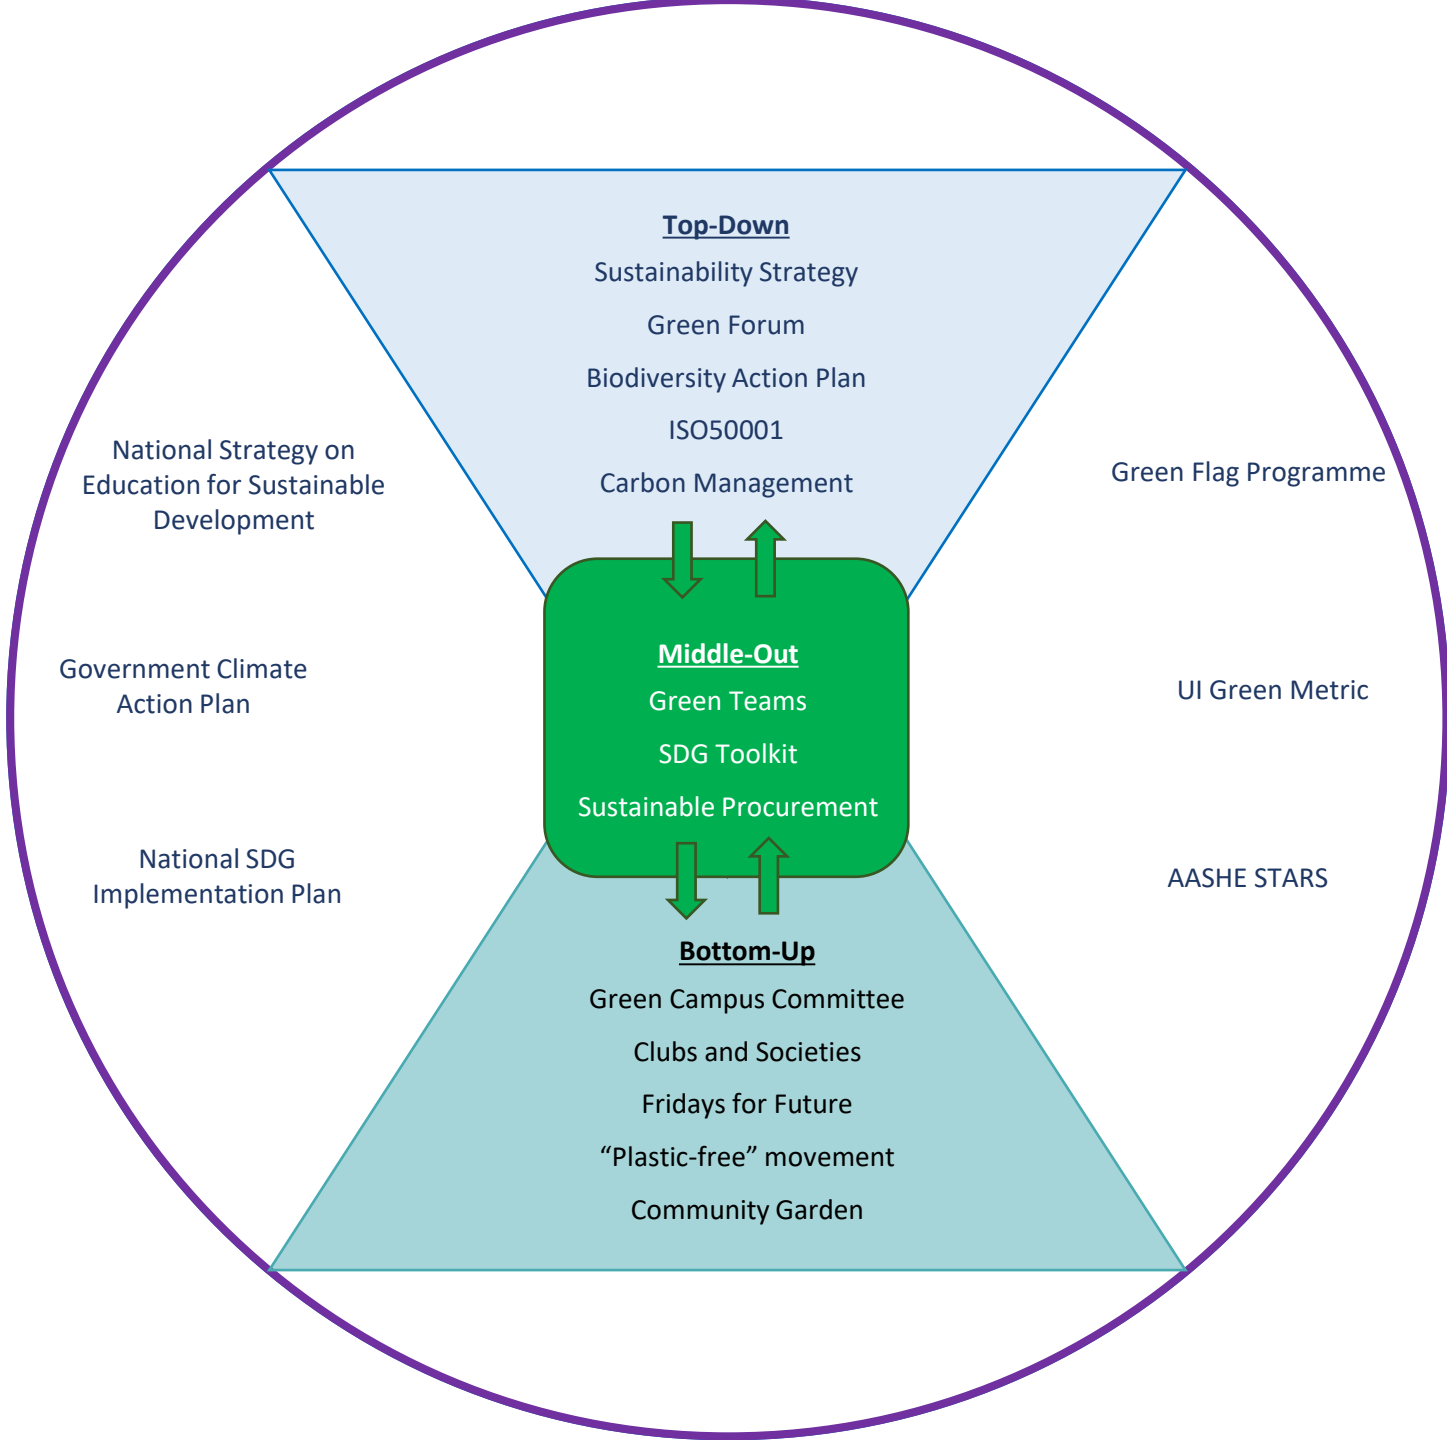 Top-Down
Sustainability Strategy
Green Forum
Biodiversity Action Plan
ISO50001
Carbon Management
National Strategy on
Education for Sustainable
Development
Government Climate
Action Plan
National SDG
Implementation Plan
Middle-Out
Green Teams
SDG Toolkit
Sustainable Procurement
Green Flag Programme
UI Green Metric
AASHE STARS
Bottom-Up
Green Campus Committee
Clubs and Societies
Fridays for Future
“Plastic-free” movement
Community Garden